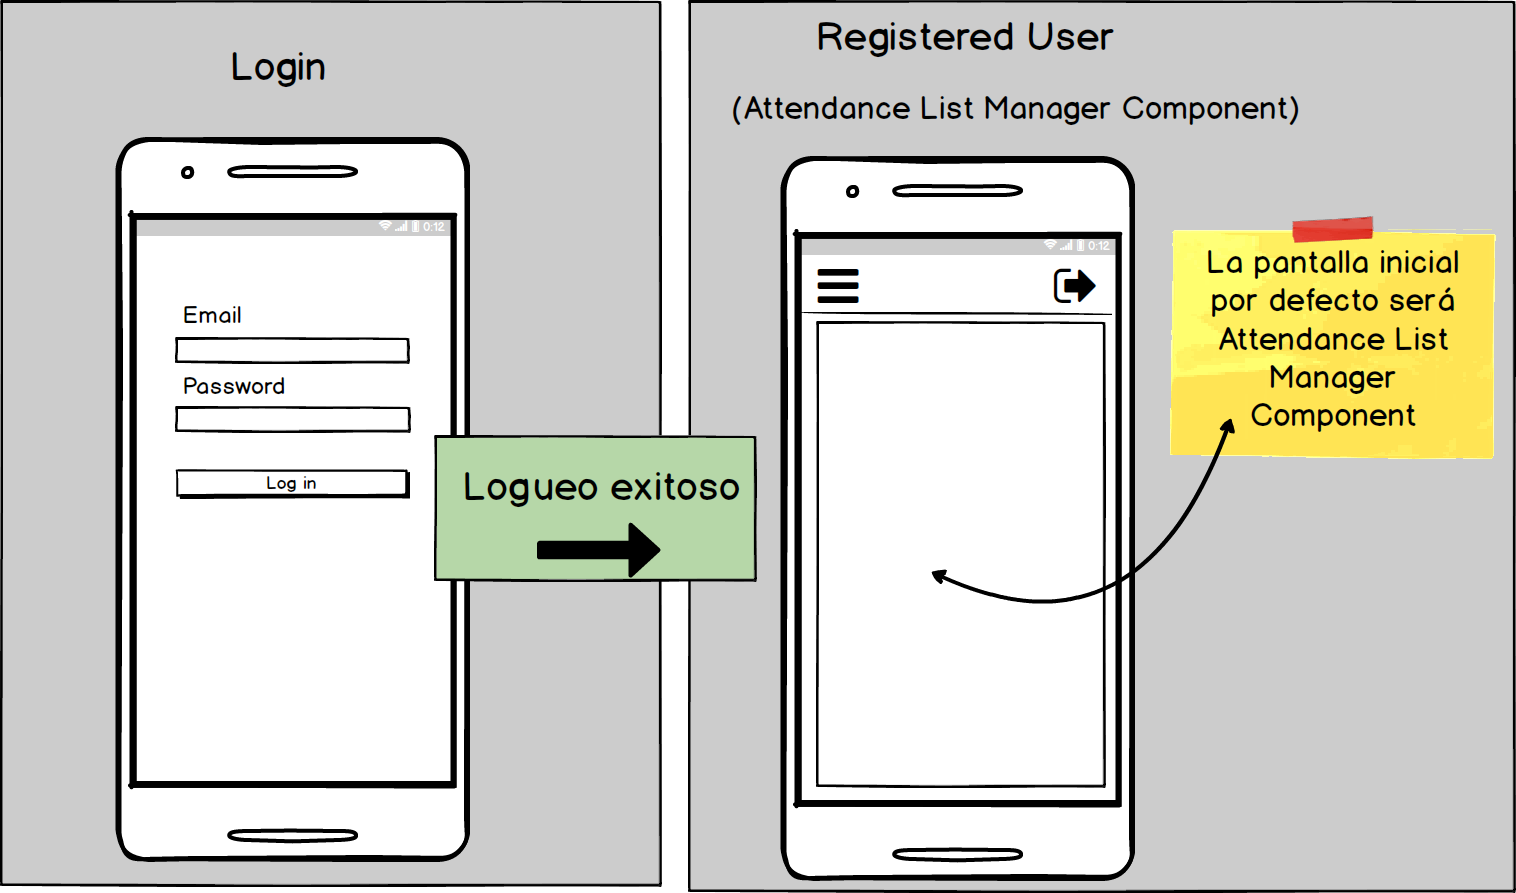 Login
0:12
Email
Password
Log in
Logueo exitoso
Registered User
(Attendance List Manager Component)
0:12
La pantalla inicial
por defecto será
Attendance List
Manager
Component